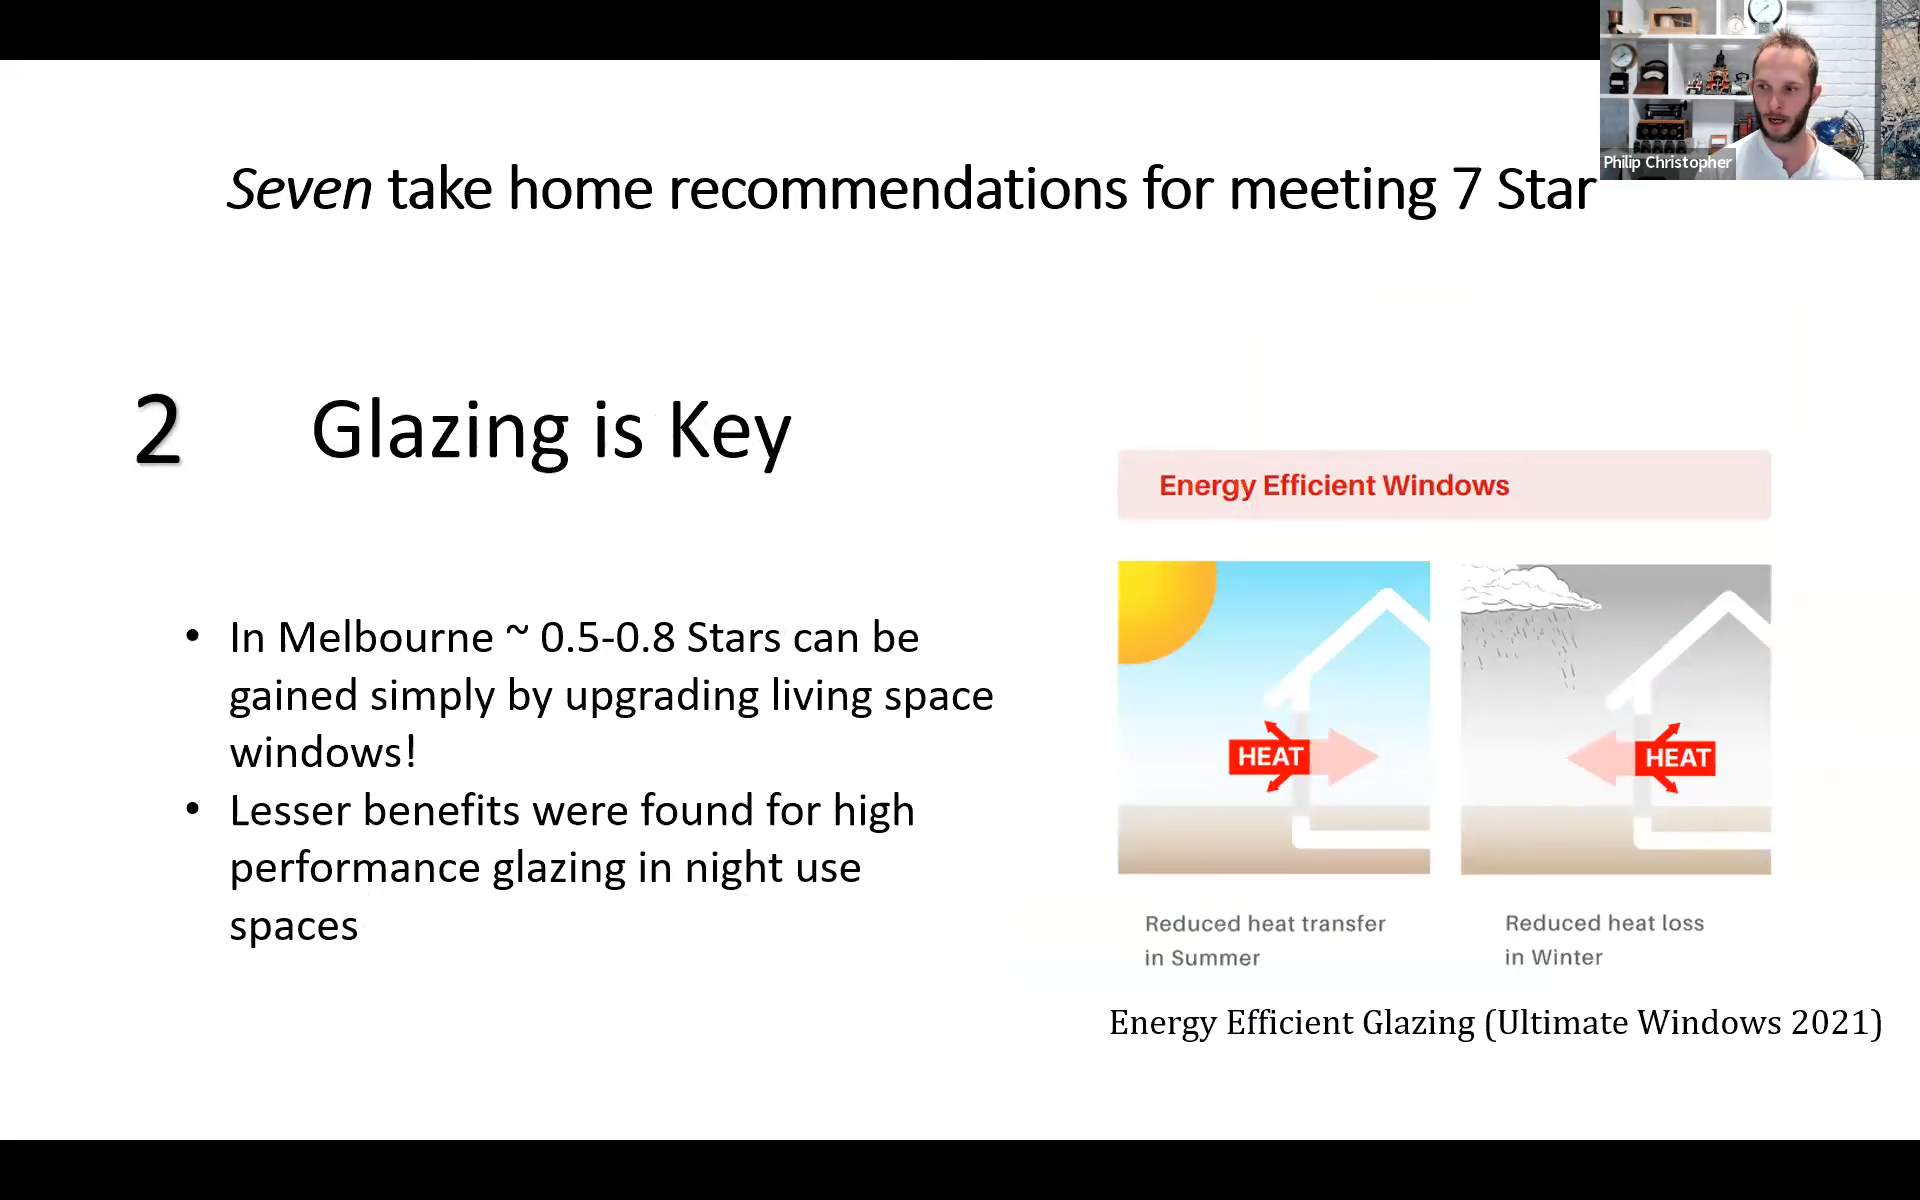 Philip Christopher
Seven take home recommendations for meeting 7 Star
2 Glazing is Key
• In Melbourne ~ 0.5-0.8 Stars can be
gained simply by upgrading living space
windows!
• Lesser benefits were found for high
performance glazing in night use
spaces
Energy Efficient Windows
HEAT
HEAT
Reduced heat transfer
in Summer
Reduced heat loss
in Winter
Energy Efficient Glazing (Ultimate Windows 2021)